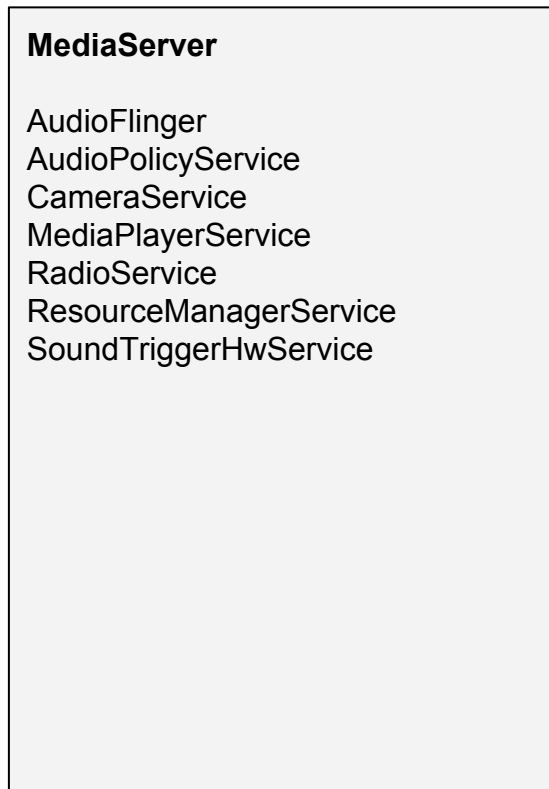 MediaServer
AudioFlinger
AudioPolicyService
CameraService
MediaPlayerService
RadioService
ResourceManagerService
SoundTriggerHwService